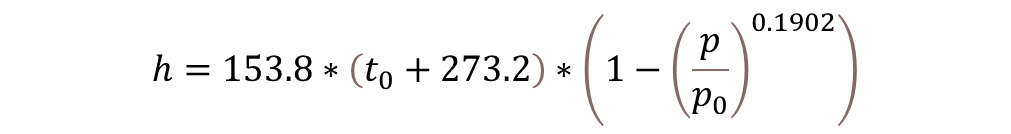 h = 153.8 * (t₀ + 273.2) * (1 − (p/p₀)^0.1902)